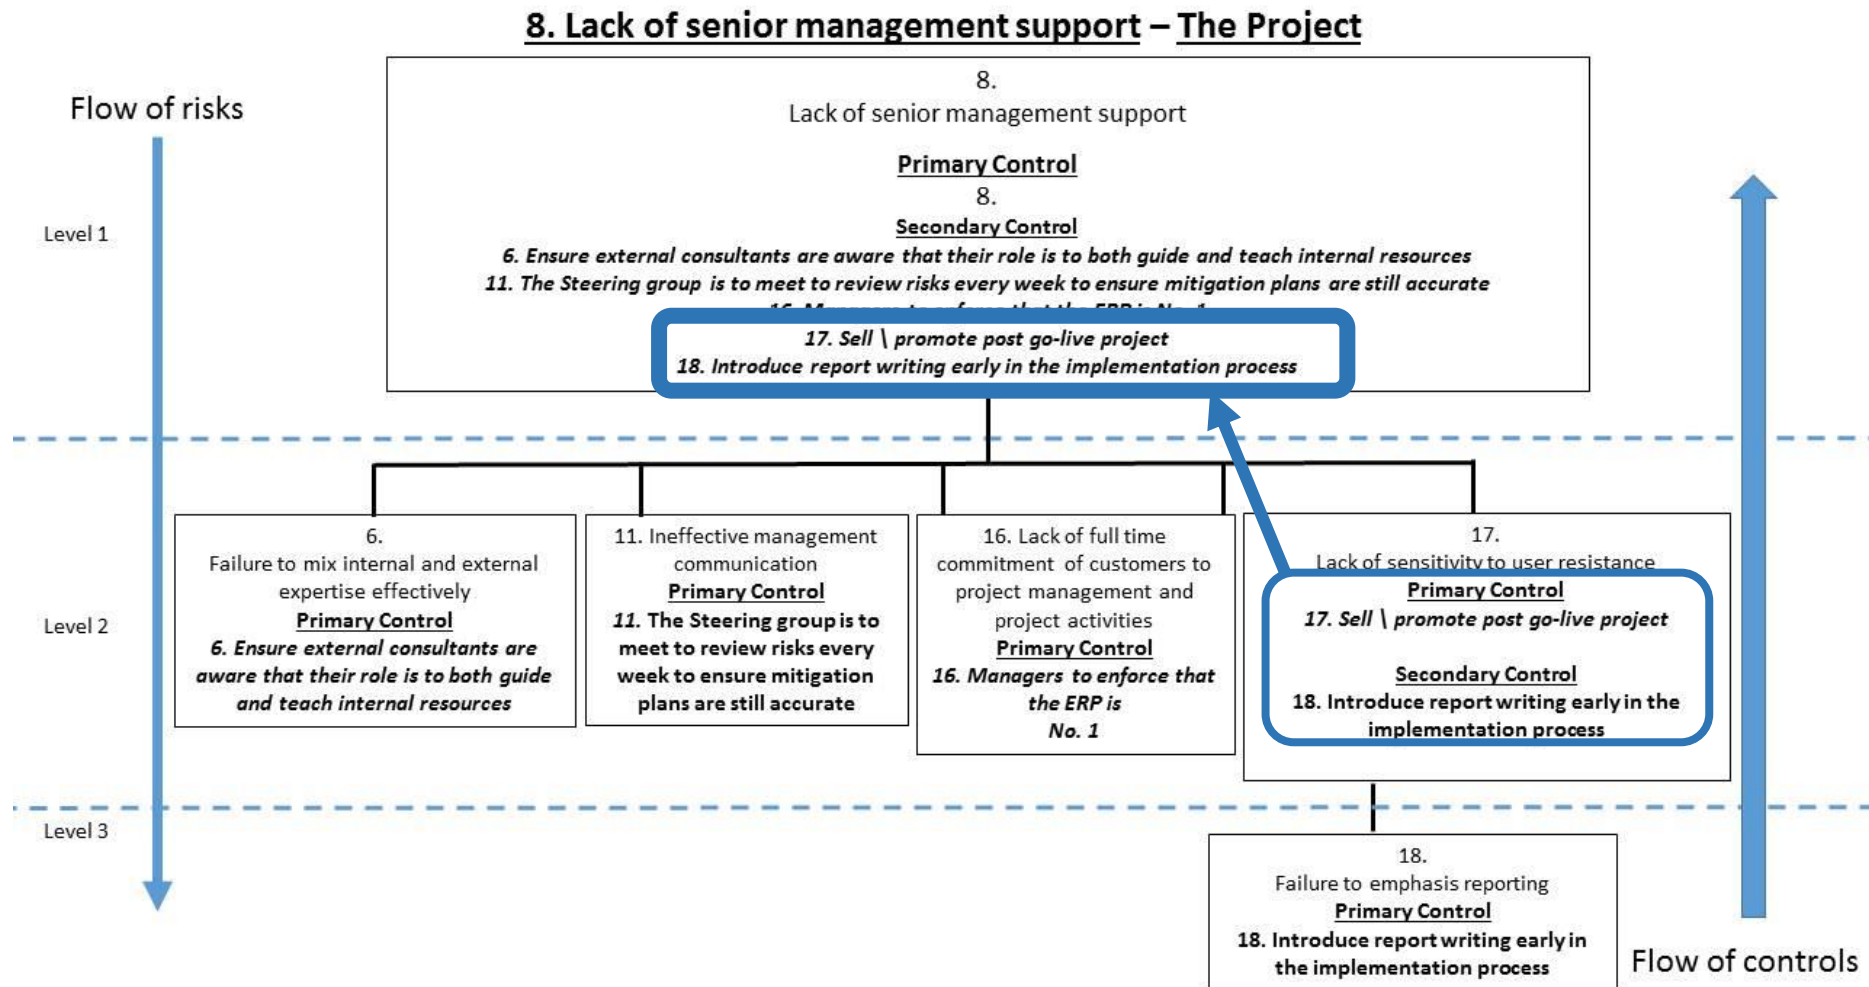 8. Lack of senior management support – The Project
Flow of risks
8.
Lack of senior management support
Primary Control
8.
Level 1
Secondary Control
6. Ensure external consultants are aware that their role is to both guide and teach internal resources
11. The Steering group is to meet to review risks every week to ensure mitigation plans are still accurate
16. Managers to enforce that the ERP is No. 1
17. Sell \ promote post go-live project
18. Introduce report writing early in the implementation process
Level 2
6.
Failure to mix internal and external
expertise effectively
Primary Control
6. Ensure external consultants are
aware that their role is to both guide
and teach internal resources
11. Ineffective management
communication
Primary Control
11. The Steering group is to
meet to review risks every
week to ensure mitigation
plans are still accurate
16. Lack of full time
commitment of customers to
project management and
project activities
Primary Control
16. Managers to enforce that
the ERP is
No. 1
17.
Lack of sensitivity to user resistance
Primary Control
17. Sell \ promote post go-live project
Secondary Control
18. Introduce report writing early in the
implementation process
Level 3
18.
Failure to emphasis reporting
Primary Control
18. Introduce report writing early in
the implementation process
Flow of controls